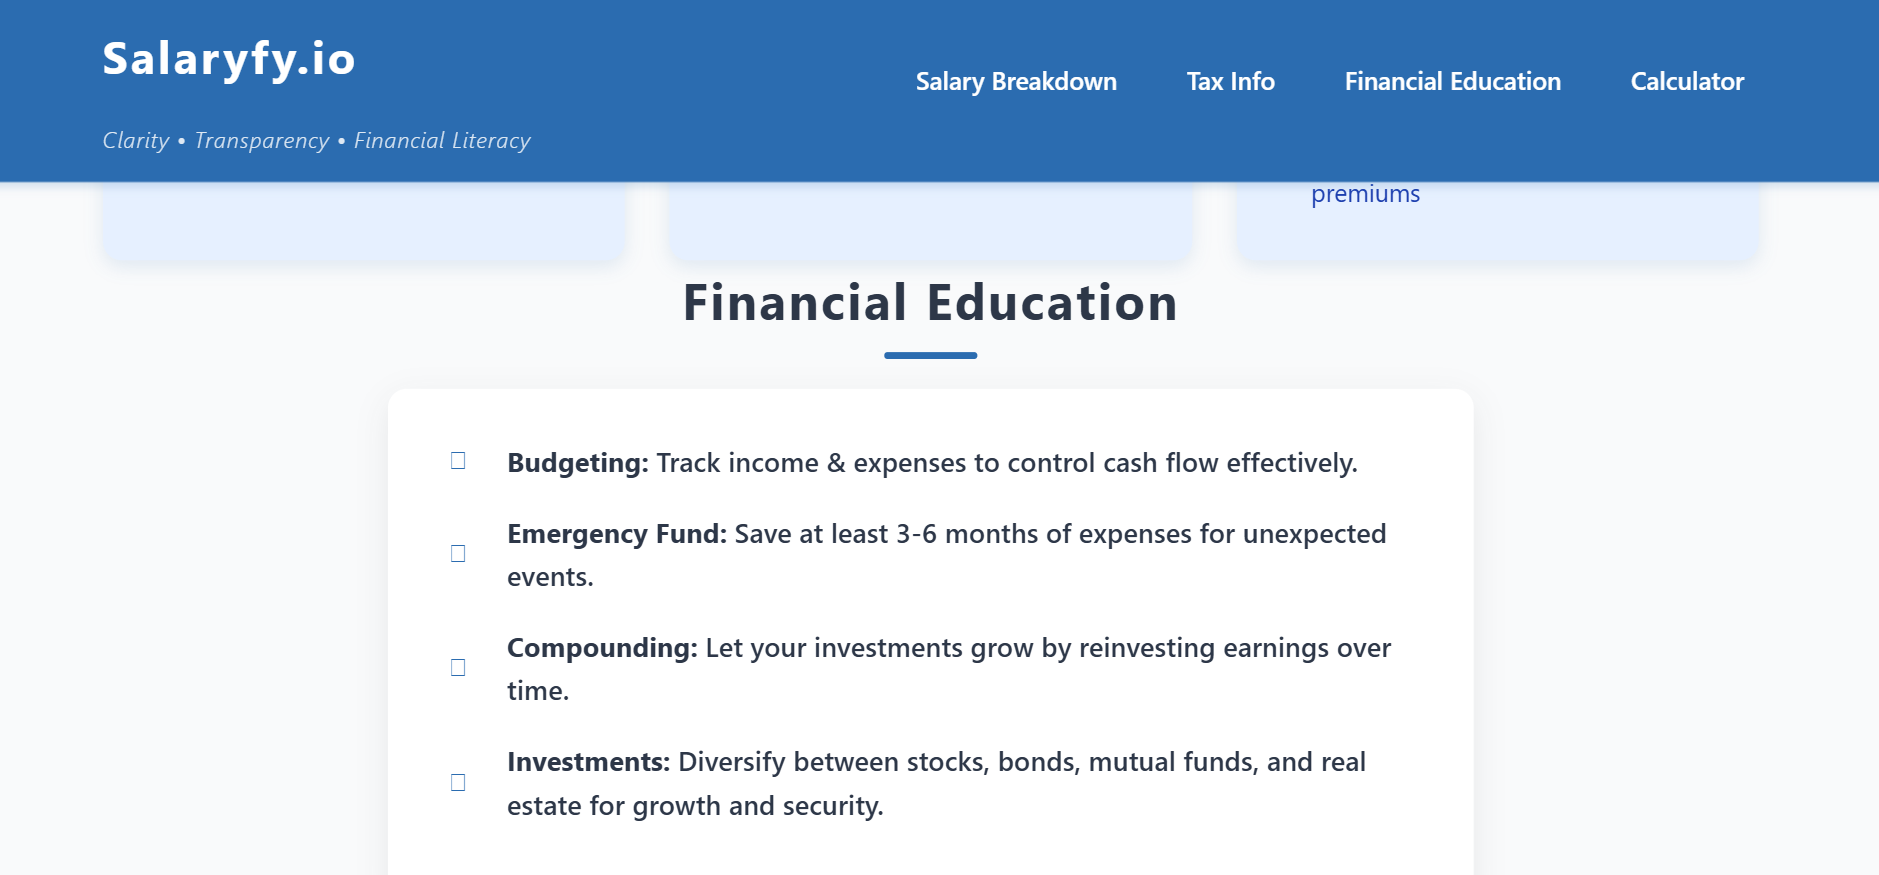 Salaryfy.io
Salary Breakdown
Tax Info
Financial Education
Calculator
Clarity • Transparency • Financial Literacy
premiums
Financial Education
Budgeting: Track income & expenses to control cash flow effectively.
Emergency Fund: Save at least 3-6 months of expenses for unexpected
events.
Compounding: Let your investments grow by reinvesting earnings over
time.
Investments: Diversify between stocks, bonds, mutual funds, and real
estate for growth and security.